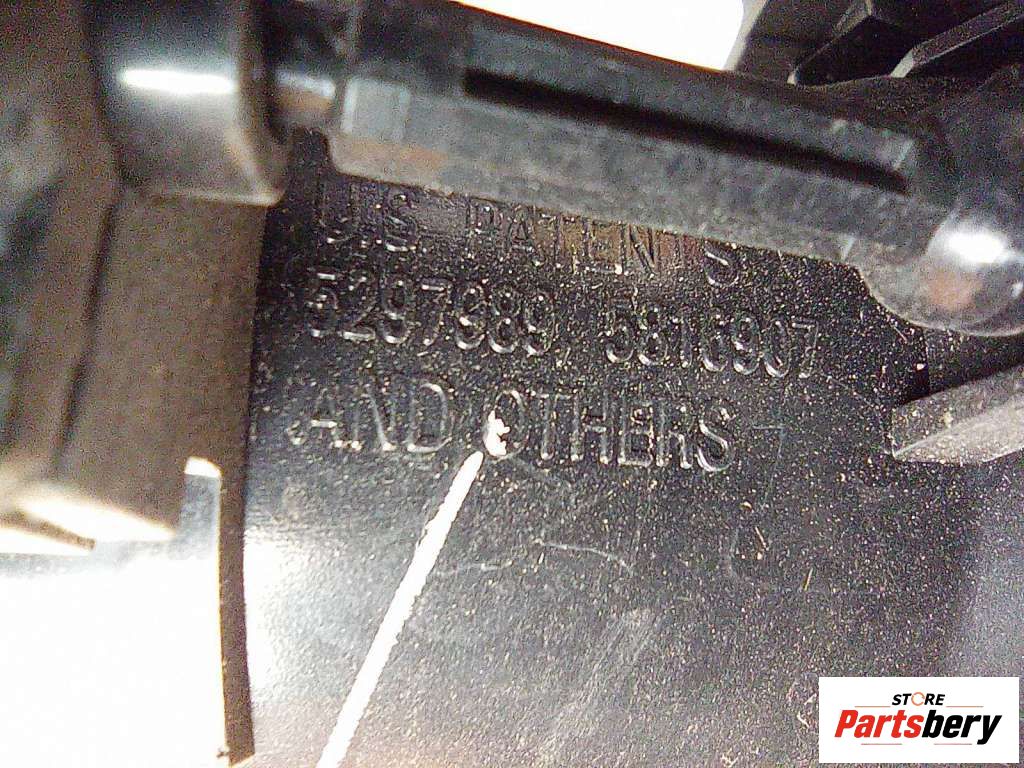 U.S. PATENTS
5297989, 5816907
AND OTHERS
STORE
Partsbery